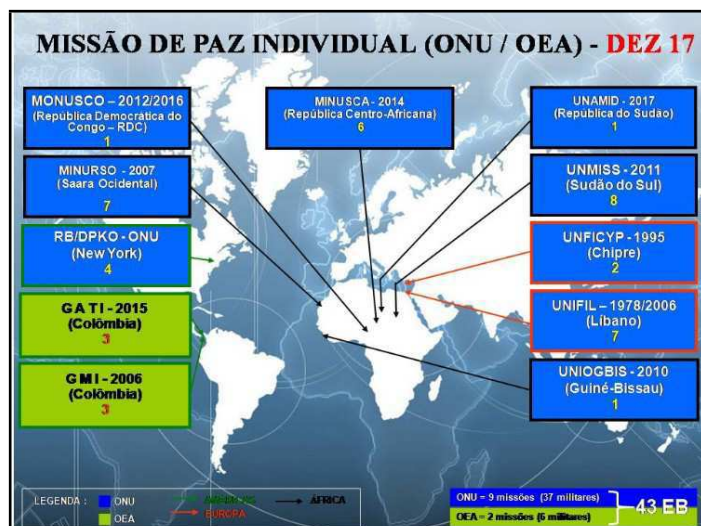 MISSÃO DE PAZ INDIVIDUAL (ONU / OEA) - DEZ 17
MONUSCO – 2012/2016
(República Democrática do
Congo – RDC)
1
MINURSO – 2007
(Saara Ocidental)
7
RB/DPKO - ONU
(New York)
4
GATI - 2015
(Colômbia)
3
GMI - 2006
(Colômbia)
3
MINUSCA - 2014
(República Centro-Africana)
6
UNAMID - 2017
(República do Sudão)
1
UNMISS - 2011
(Sudão do Sul)
8
UNFICYP - 1995
(Chipre)
2
UNIFIL – 1978/2006
(Líbano)
7
UNIOGBIS - 2010
(Guiné-Bissau)
1
LEGENDA :
ONU
OEA
AMÉRICAS
EUROPA
ÁFRICA
ONU = 9 missões (37 militares)
OEA = 2 missões (6 militares)
43 EB